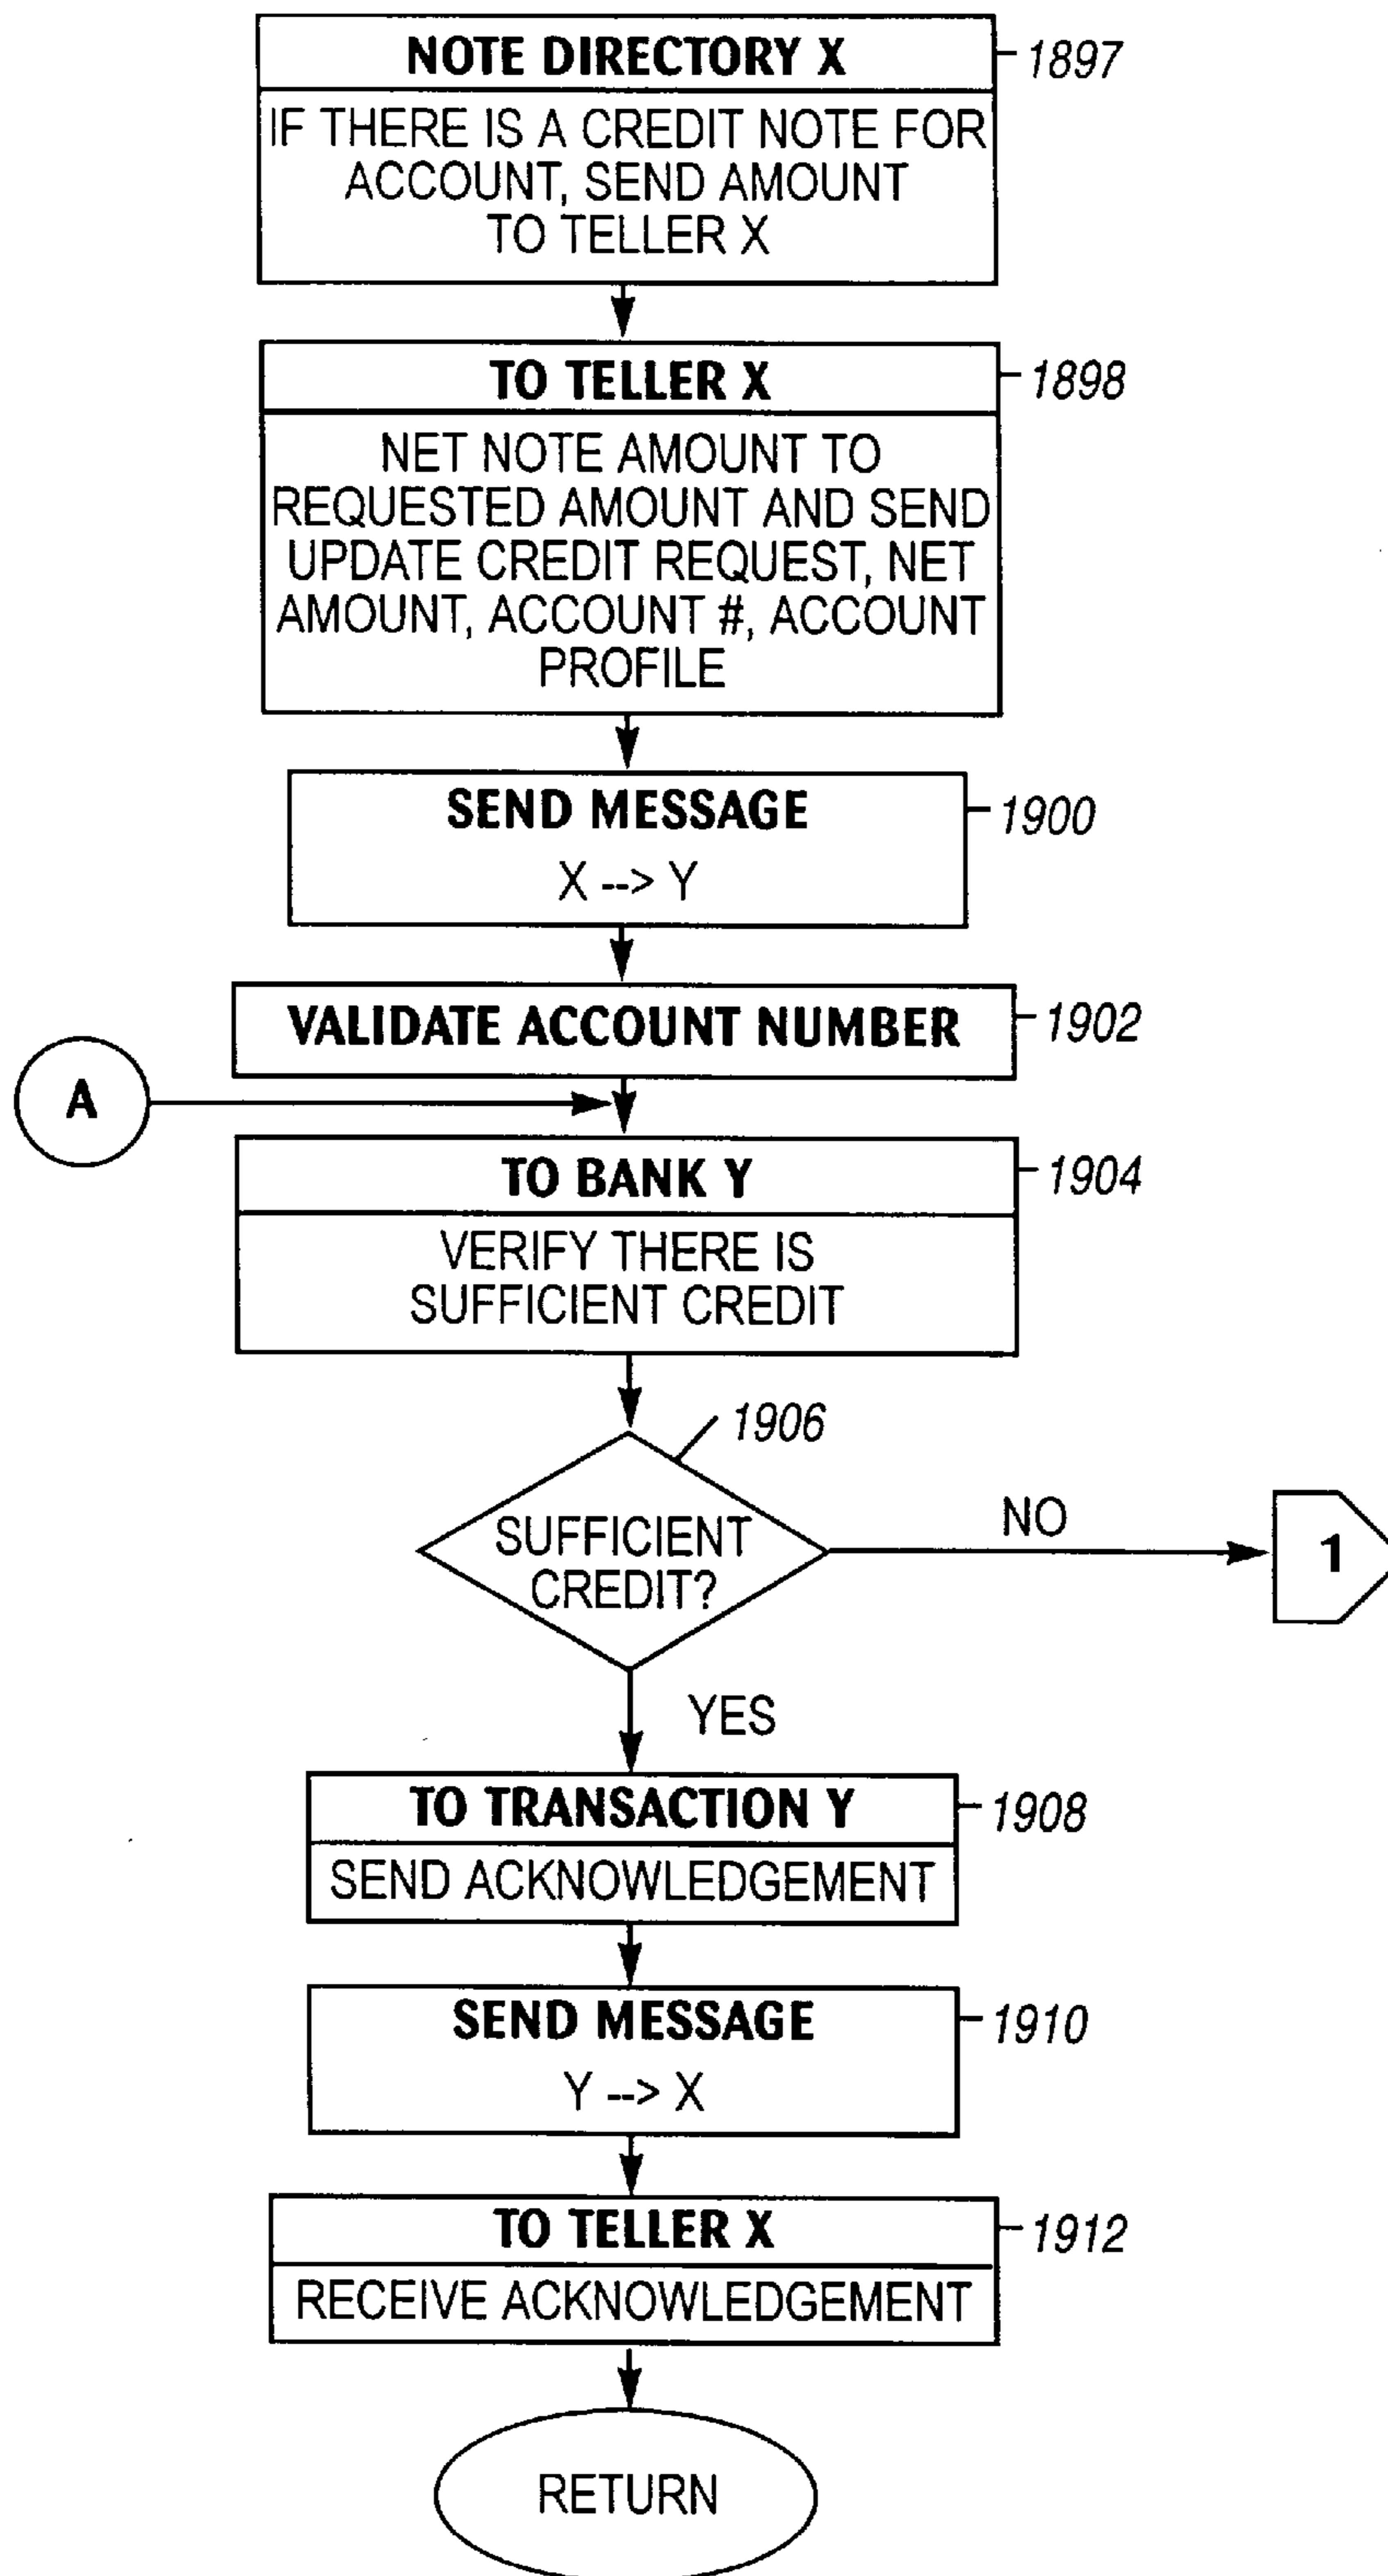 NOTE DIRECTORY X
1897
IF THERE IS A CREDIT NOTE FOR
ACCOUNT, SEND AMOUNT
TO TELLER X
TO TELLER X
1898
NET NOTE AMOUNT TO
REQUESTED AMOUNT AND SEND
UPDATE CREDIT REQUEST, NET
AMOUNT, ACCOUNT #, ACCOUNT
PROFILE
SEND MESSAGE
1900
X --> Y
VALIDATE ACCOUNT NUMBER
1902
A
TO BANK Y
1904
VERIFY THERE IS
SUFFICIENT CREDIT
1906
SUFFICIENT
CREDIT?
NO
1
YES
TO TRANSACTION Y
1908
SEND ACKNOWLEDGEMENT
SEND MESSAGE
1910
Y --> X
TO TELLER X
1912
RECEIVE ACKNOWLEDGEMENT
RETURN